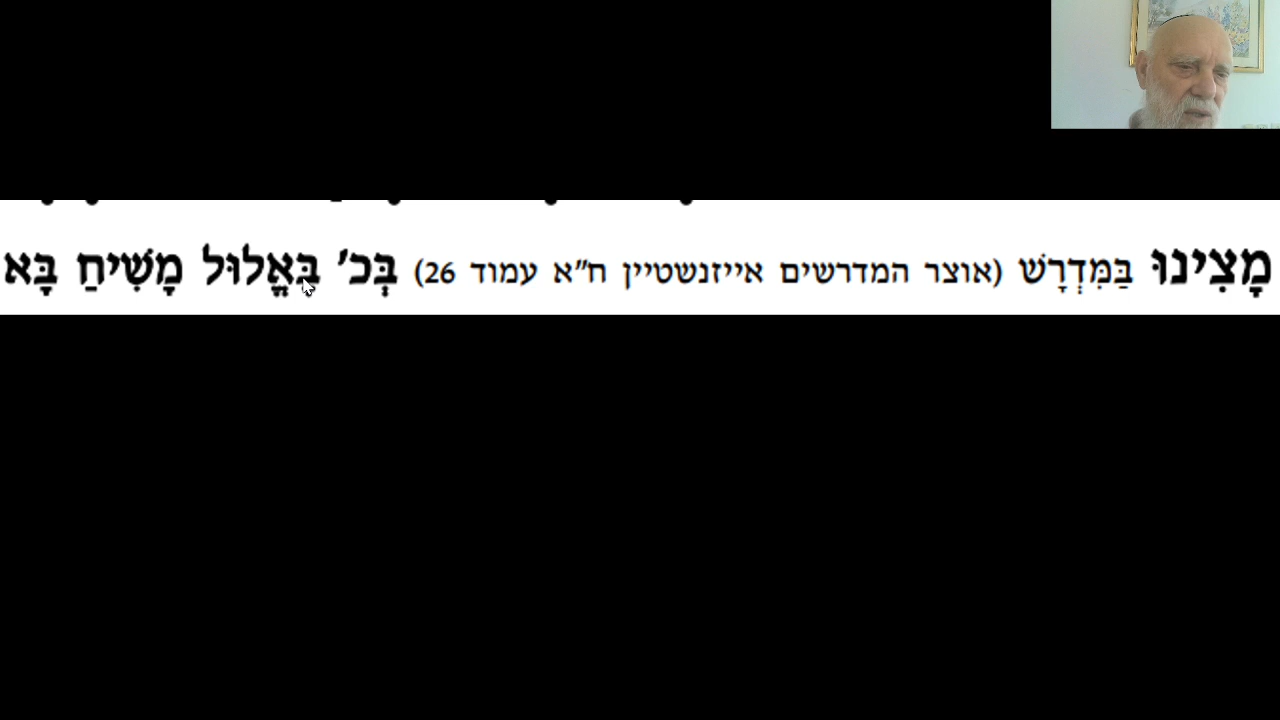 מָצִינוּ בַּמִּדְרָשׁ (אוצר המדרשים אייזנשטיין ח״א עמוד 26) בְּכ׳ בֶּאֱלוּל מָשִׁיחַ בָּא